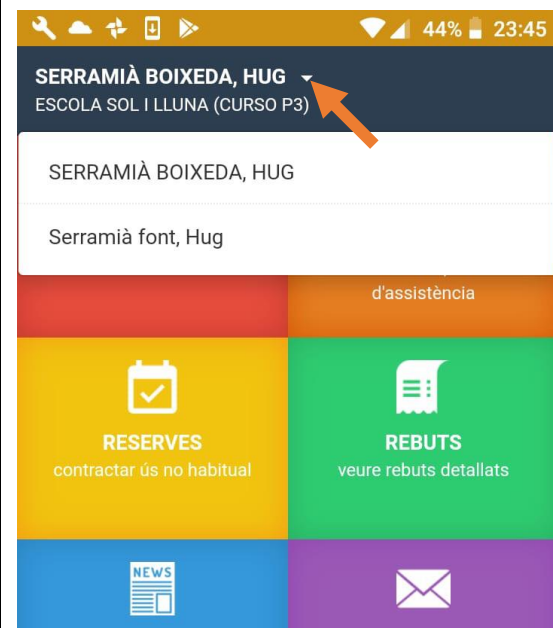 44% 23:45
SERRAMIÀ BOIXEDA, HUG
ESCOLA SOL I LLUNA (CURSO P3)
SERRAMIÀ BOIXEDA, HUG
Serramià font, Hug
d'assistència
RESERVES
contractar ús no habitual
REBUTS
veure rebuts detallats
NEWS